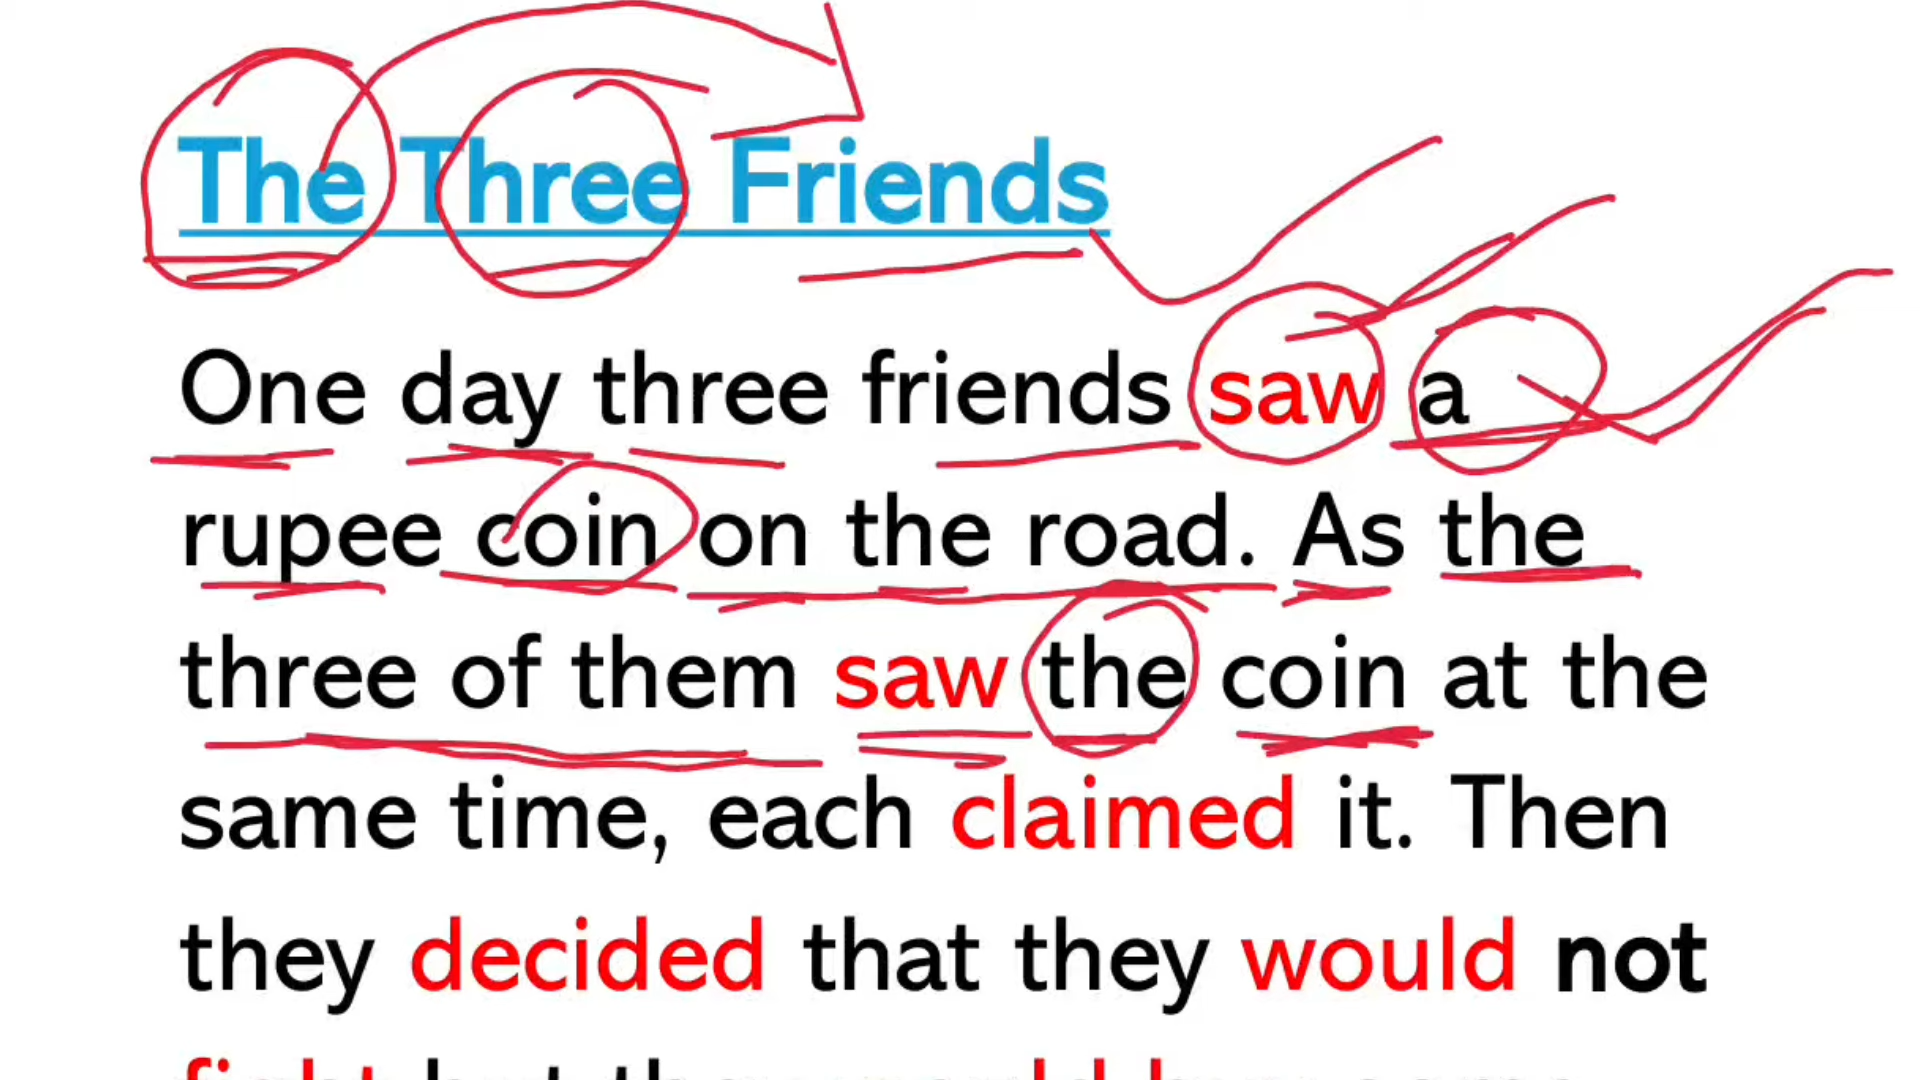 The Three Friends
One day three friends saw a
rupee coin on the road. As the
three of them saw the coin at the
same time, each claimed it. Then
they decided that they would not